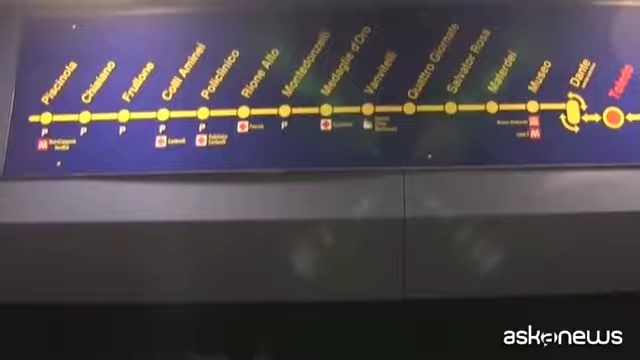 Piscinola
Chiaiano
Frullone
Colli Aminei
Policlinico
Rione Alto
Montedonzelli
Medaglie d'Oro
Vanvitelli
Quattro Giornate
Salvator Rosa
Materdei
Museo
Dante
Toledo
P
P
P
P
P
P
M
M
askanews